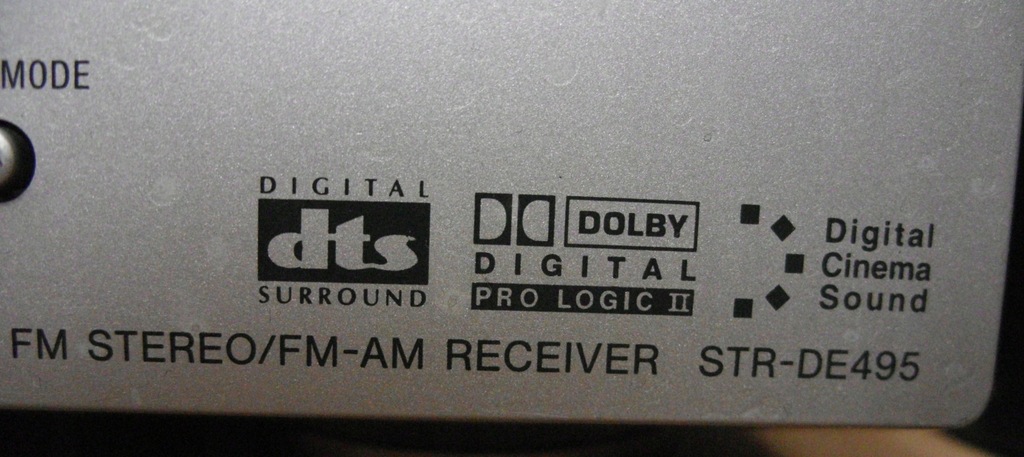 MODE
DIGITAL
dts
SURROUND
DOLBY
DIGITAL
PRO LOGIC II
Digital
Cinema
Sound
FM STEREO/FM-AM RECEIVER STR-DE495